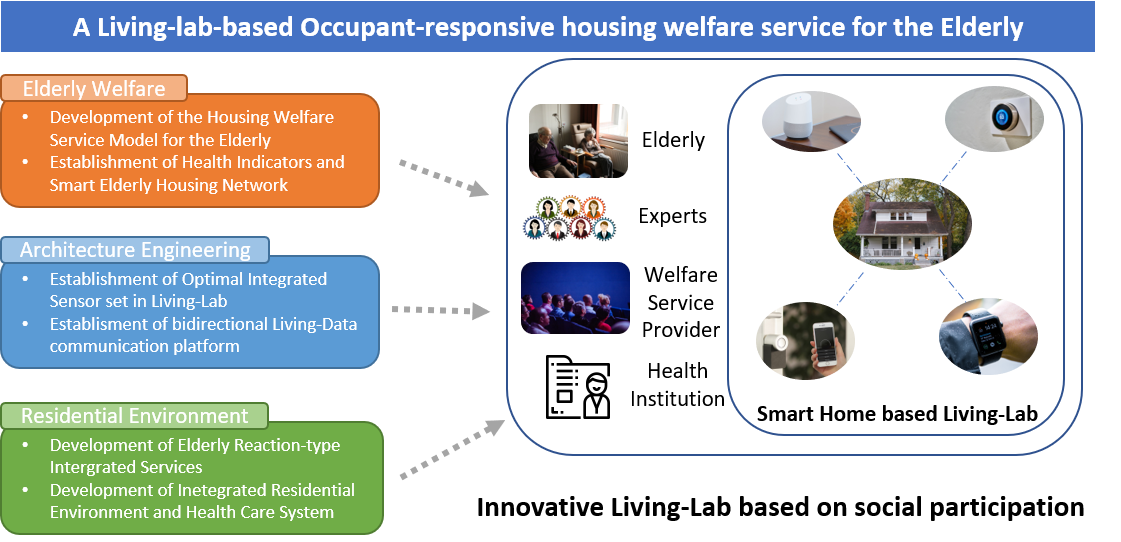 A Living-lab-based Occupant-responsive housing welfare service for the Elderly
Elderly Welfare
• Development of the Housing Welfare
Service Model for the Elderly
• Establishment of Health Indicators and
Smart Elderly Housing Network
Architecture Engineering
• Establishment of Optimal Integrated
Sensor set in Living-Lab
• Establisment of bidirectional Living-Data
communication platform
Residential Environment
• Development of Elderly Reaction-type
Intergrated Services
• Development of Inetegrated Residential
Environment and Health Care System
Elderly
Experts
Welfare
Service
Provider
Health
Institution
14:24
Smart Home based Living-Lab
Innovative Living-Lab based on social participation